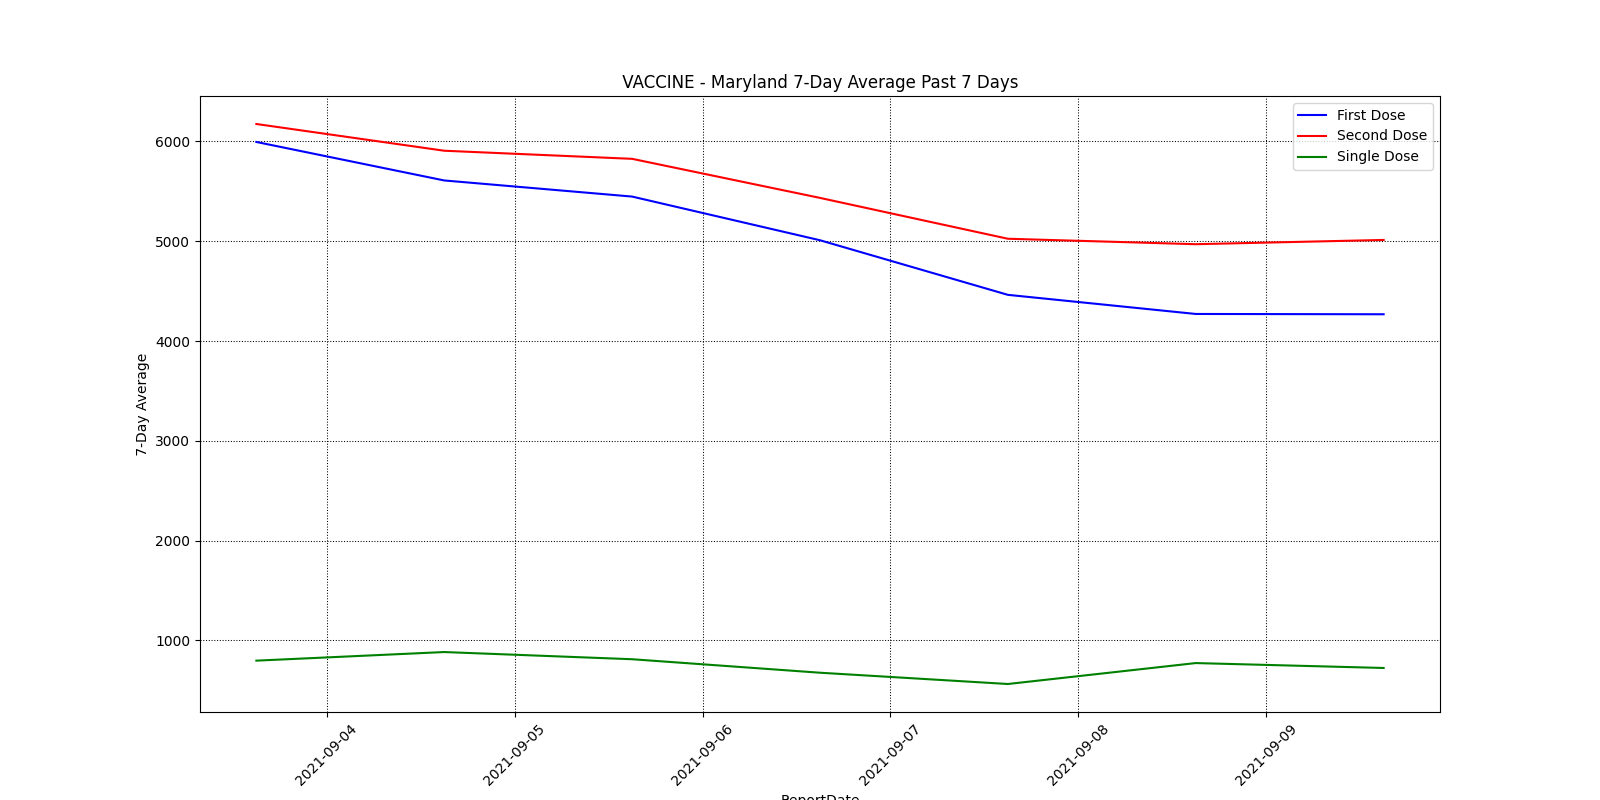 VACCINE - Maryland 7-Day Average Past 7 Days
First Dose
Second Dose
Single Dose
6000
5000
4000
3000
2000
1000
7-Day Average
2021-09-04
2021-09-05
2021-09-06
2021-09-07
2021-09-08
2021-09-09
ReportDate